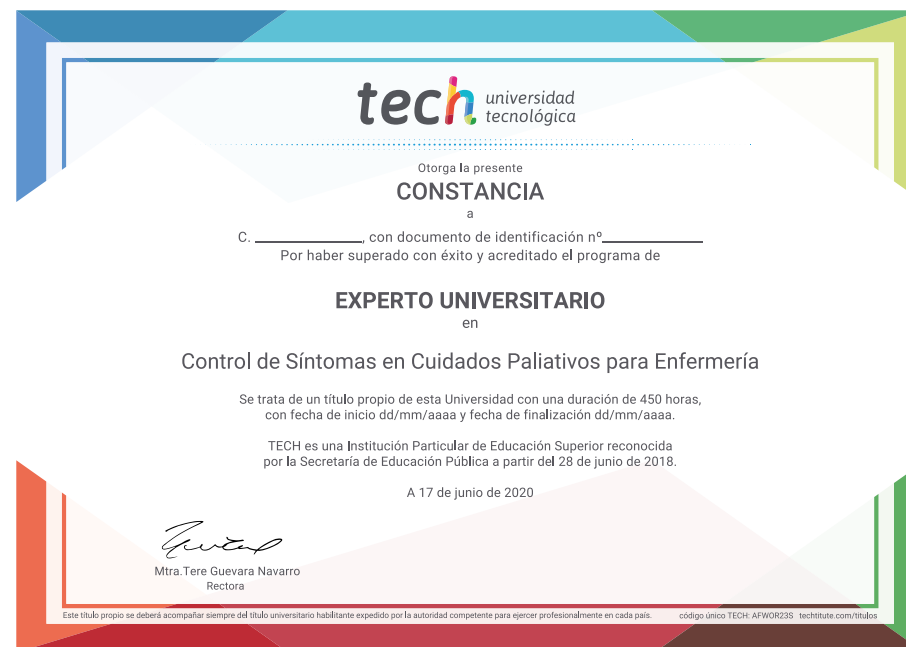 tech universidad
tecnológica
Otorga la presente
CONSTANCIA
a
C. ____________, con documento de identificación nº____________
Por haber superado con éxito y acreditado el programa de
EXPERTO UNIVERSITARIO
en
Control de Síntomas en Cuidados Paliativos para Enfermería
Se trata de un título propio de esta Universidad con una duración de 450 horas,
con fecha de inicio dd/mm/aaaa y fecha de finalización dd/mm/aaaa.
TECH es una Institución Particular de Educación Superior reconocida
por la Secretaría de Educación Pública a partir del 28 de junio de 2018.
A 17 de junio de 2020
Mtra.Tere Guevara Navarro
Rectora
Este título propio se deberá acompañar siempre del título universitario habilitante expedido por la autoridad competente para ejercer profesionalmente en cada país. código único TECH: AFWOR23S techtitute.com/titulos